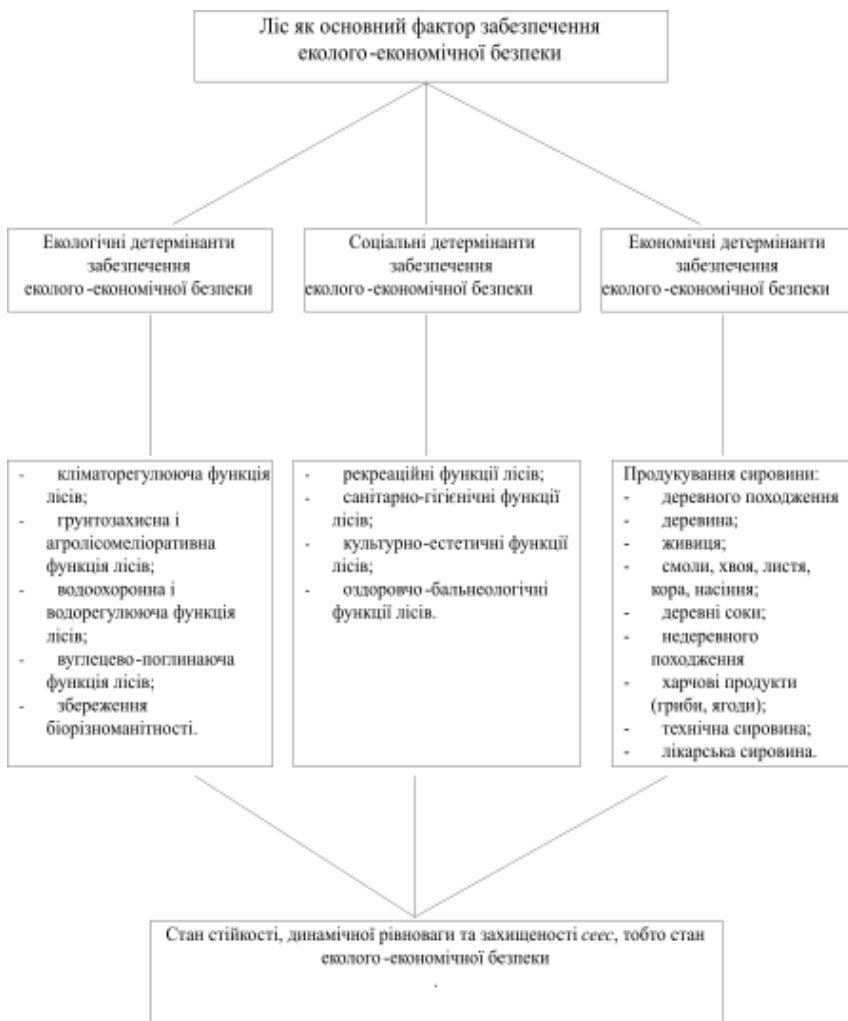 Ліс як основний фактор забезпечення
еколого-економічної безпеки
Екологічні детермінанти
забезпечення
еколого-економічної безпеки
Соціальні детермінанти
забезпечення
еколого-економічної безпеки
Економічні детермінанти
забезпечення
еколого-економічної безпеки
- кліматорегулююча функція
лісів;
- грунтозахисна і
агролісомеліоративна
функція лісів;
- водоохоронна і
водорегулююча функція
лісів;
- вуглецево-поглинаюча
функція лісів;
- збереження
біорізноманітності.
- рекреаційні функції лісів;
- санітарно-гігієнічні функції
лісів;
- культурно-естетичні функції
лісів;
- оздоровчо-бальнеологічні
функції лісів.
Продукування сировини:
- деревного походження
- деревина;
- живиця;
- смоли, хвоя, листя,
кора, насіння;
- деревні соки;
- недеревного
походження
- харчові продукти
(гриби, ягоди);
- технічна сировина;
- лікарська сировина.
Стан стійкості, динамічної рівноваги та захищеності сеес, тобто стан
еколого-економічної безпеки
.